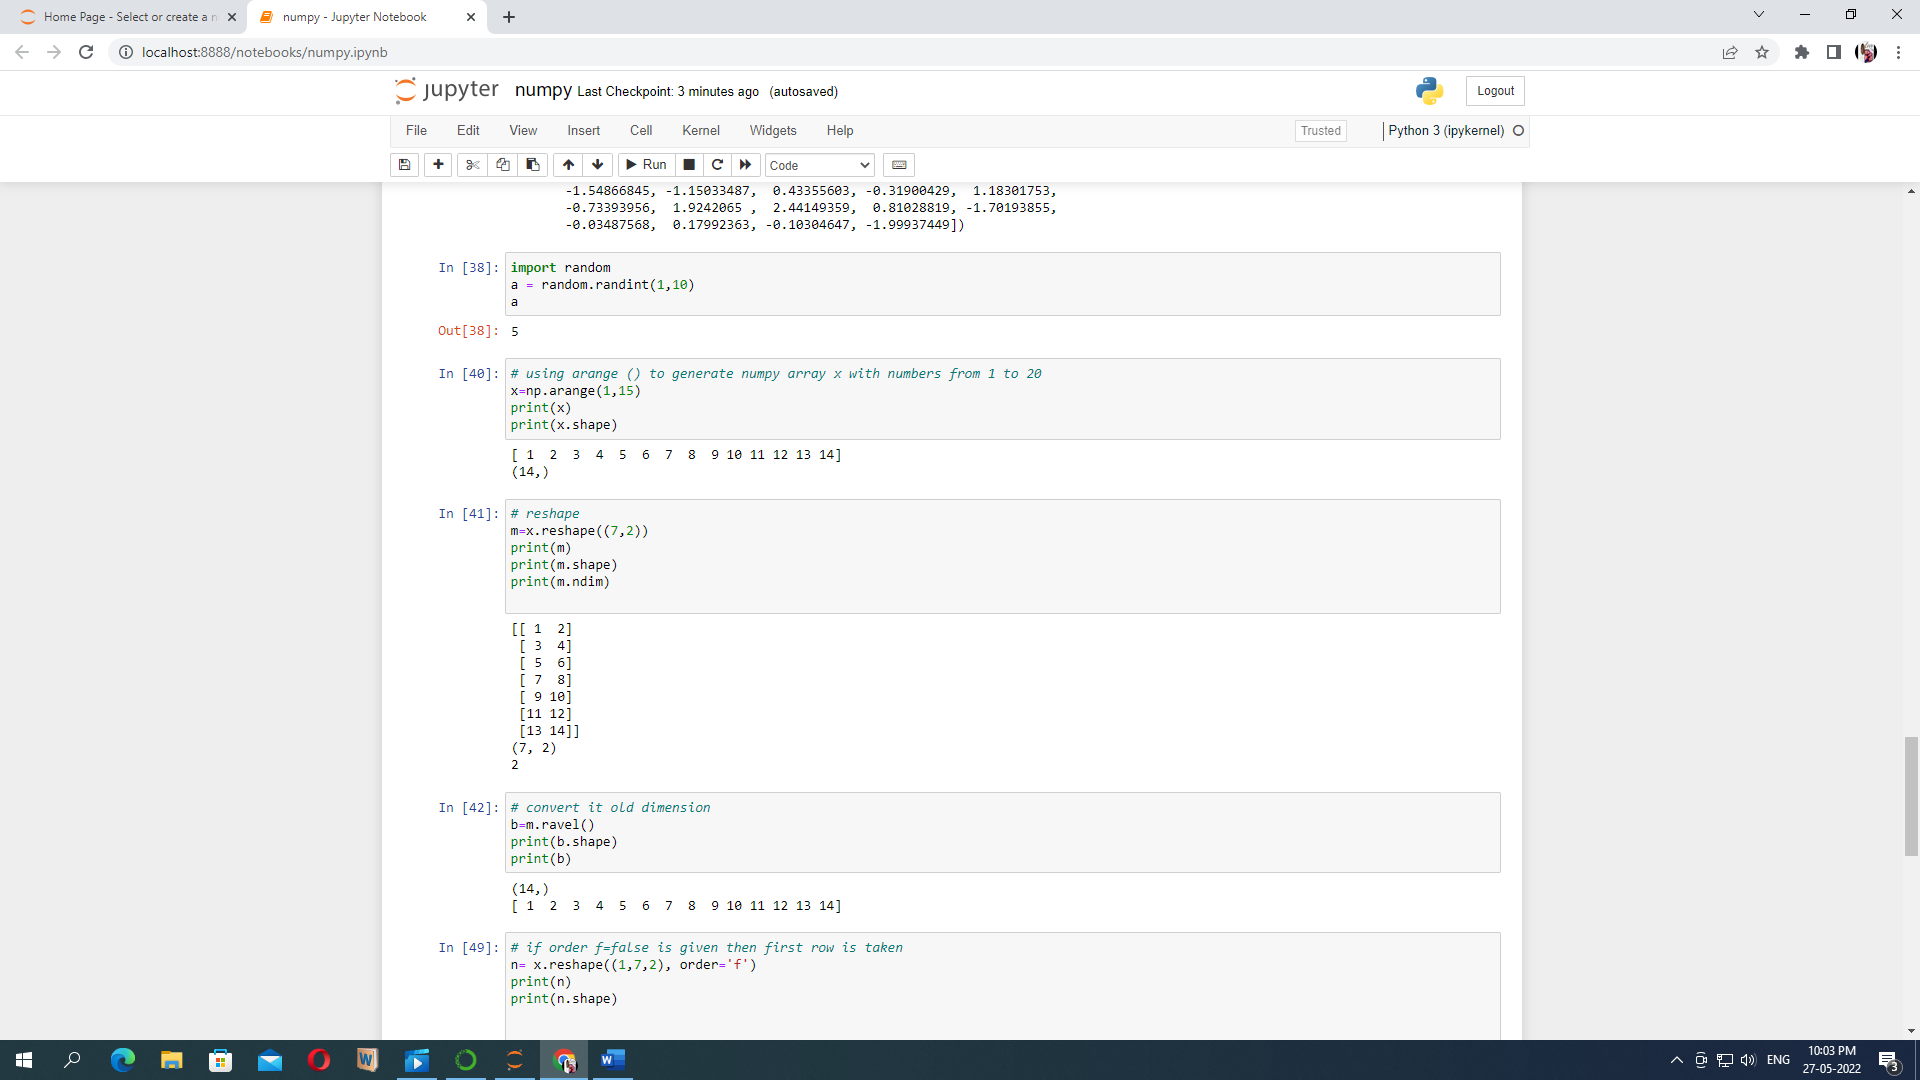 Home Page - Select or create a n
numpy - Jupyter Notebook
localhost:8888/notebooks/numpy.ipynb
jupyter numpy Last Checkpoint: 3 minutes ago (autosaved)
Logout
File Edit View Insert Cell Kernel Widgets Help
Trusted
Python 3 (ipykernel)
Run
Code
-1.54866845, -1.15033487,  0.43355603, -0.31900429,  1.18301753,
-0.73393956,  1.9242065 ,  2.44149359,  0.81028819, -1.70193855,
-0.03487568,  0.17992363, -0.10304647, -1.99937449])
In [38]: import random
a = random.randint(1,10)
a
Out[38]: 5
In [40]: # using arange () to generate numpy array x with numbers from 1 to 20
x=np.arange(1,15)
print(x)
print(x.shape)
[ 1  2  3  4  5  6  7  8  9 10 11 12 13 14]
(14,)
In [41]: # reshape
m=x.reshape((7,2))
print(m)
print(m.shape)
print(m.ndim)
[[ 1  2]
 [ 3  4]
 [ 5  6]
 [ 7  8]
 [ 9 10]
 [11 12]
 [13 14]]
(7, 2)
2
In [42]: # convert it old dimension
b=m.ravel()
print(b.shape)
print(b)
(14,)
[ 1  2  3  4  5  6  7  8  9 10 11 12 13 14]
In [49]: # if order f=false is given then first row is taken
n= x.reshape((1,7,2), order='f')
print(n)
print(n.shape)
ENG
10:03 PM
27-05-2022
3